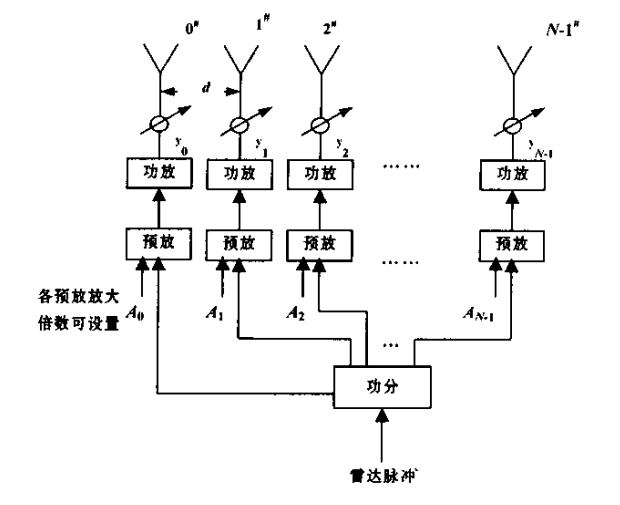 0# 1# 2# N-1#
d
y0 y1 y2 yN-1
功放 功放 功放 …… 功放
预放 预放 预放 …… 预放
各预放放大
倍数可设置 A0 A1 A2 AN-1
…
功分
雷达脉冲